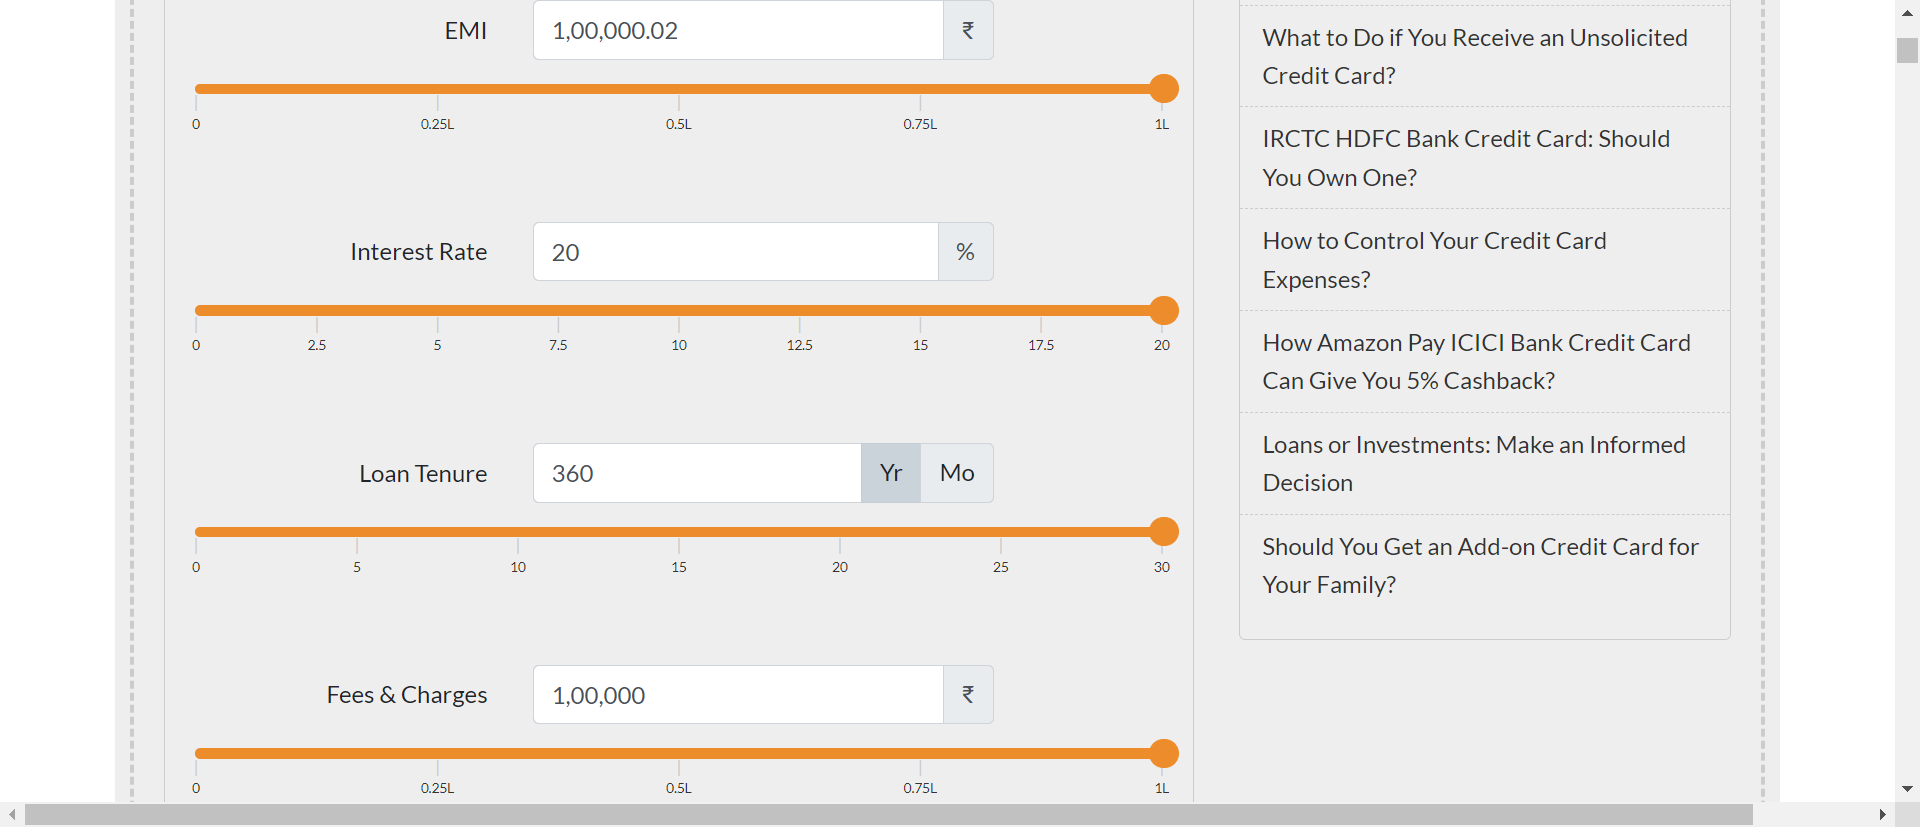 EMI 1,00,000.02 ₹
0 0.25L 0.5L 0.75L 1L
Interest Rate 20 %
0 2.5 5 7.5 10 12.5 15 17.5 20
Loan Tenure 360 Yr Mo
0 5 10 15 20 25 30
Fees & Charges 1,00,000 ₹
0 0.25L 0.5L 0.75L 1L
What to Do if You Receive an Unsolicited
Credit Card?
IRCTC HDFC Bank Credit Card: Should
You Own One?
How to Control Your Credit Card
Expenses?
How Amazon Pay ICICI Bank Credit Card
Can Give You 5% Cashback?
Loans or Investments: Make an Informed
Decision
Should You Get an Add-on Credit Card for
Your Family?